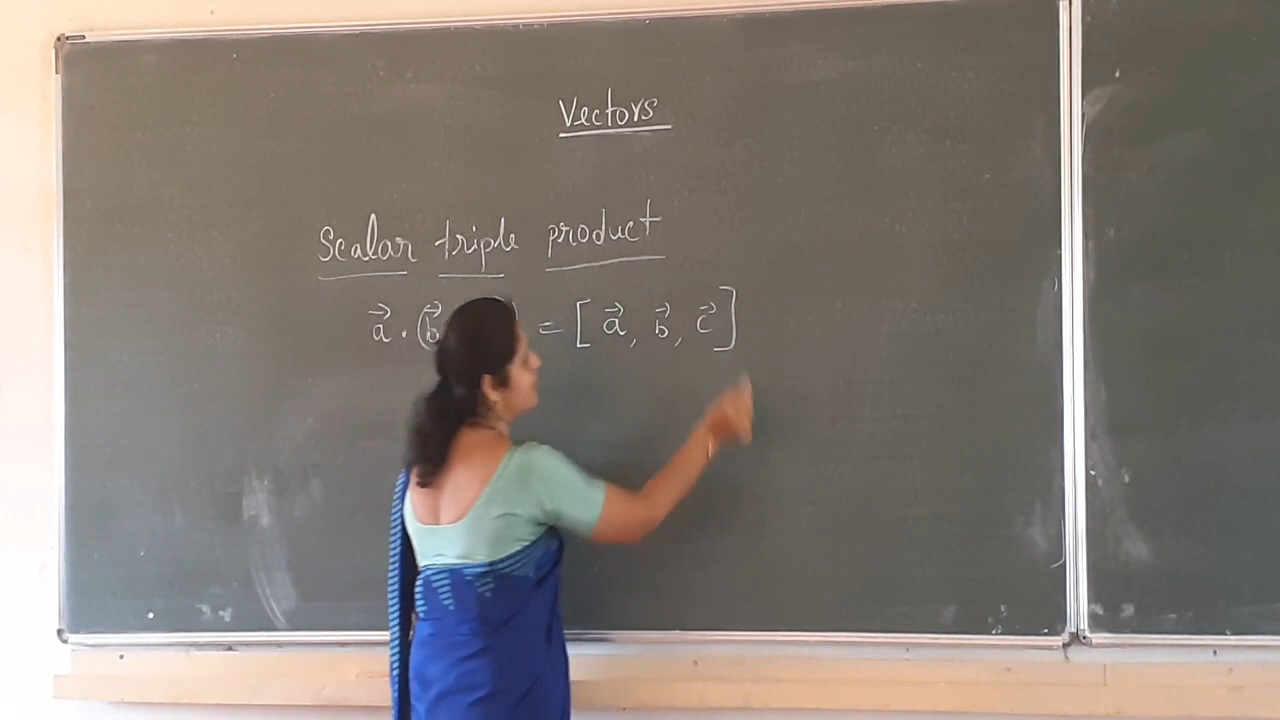 Vectors
Scalar triple product
a⃗ . (b⃗ ) = [ a⃗, b⃗, c⃗ ]